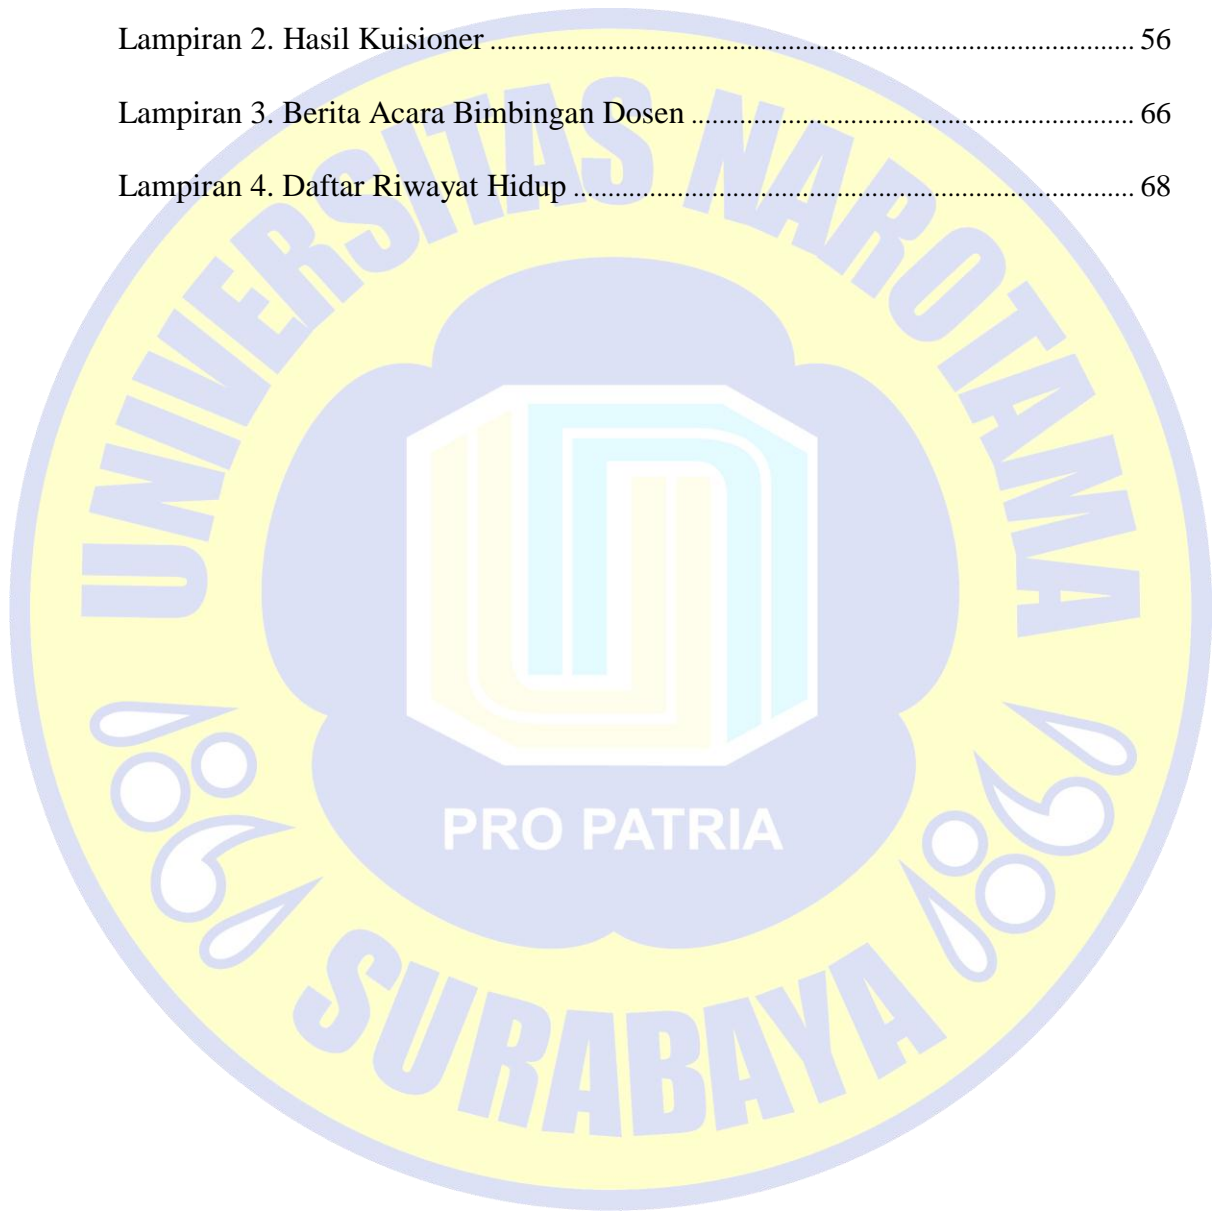 Lampiran 2. Hasil Kuisioner ........................................................................................... 56
Lampiran 3. Berita Acara Bimbingan Dosen .............................................................. 66
Lampiran 4. Daftar Riwayat Hidup ............................................................................... 68
UNIVERSITAS NAROTAMA
PRO PATRIA
SURABAYA